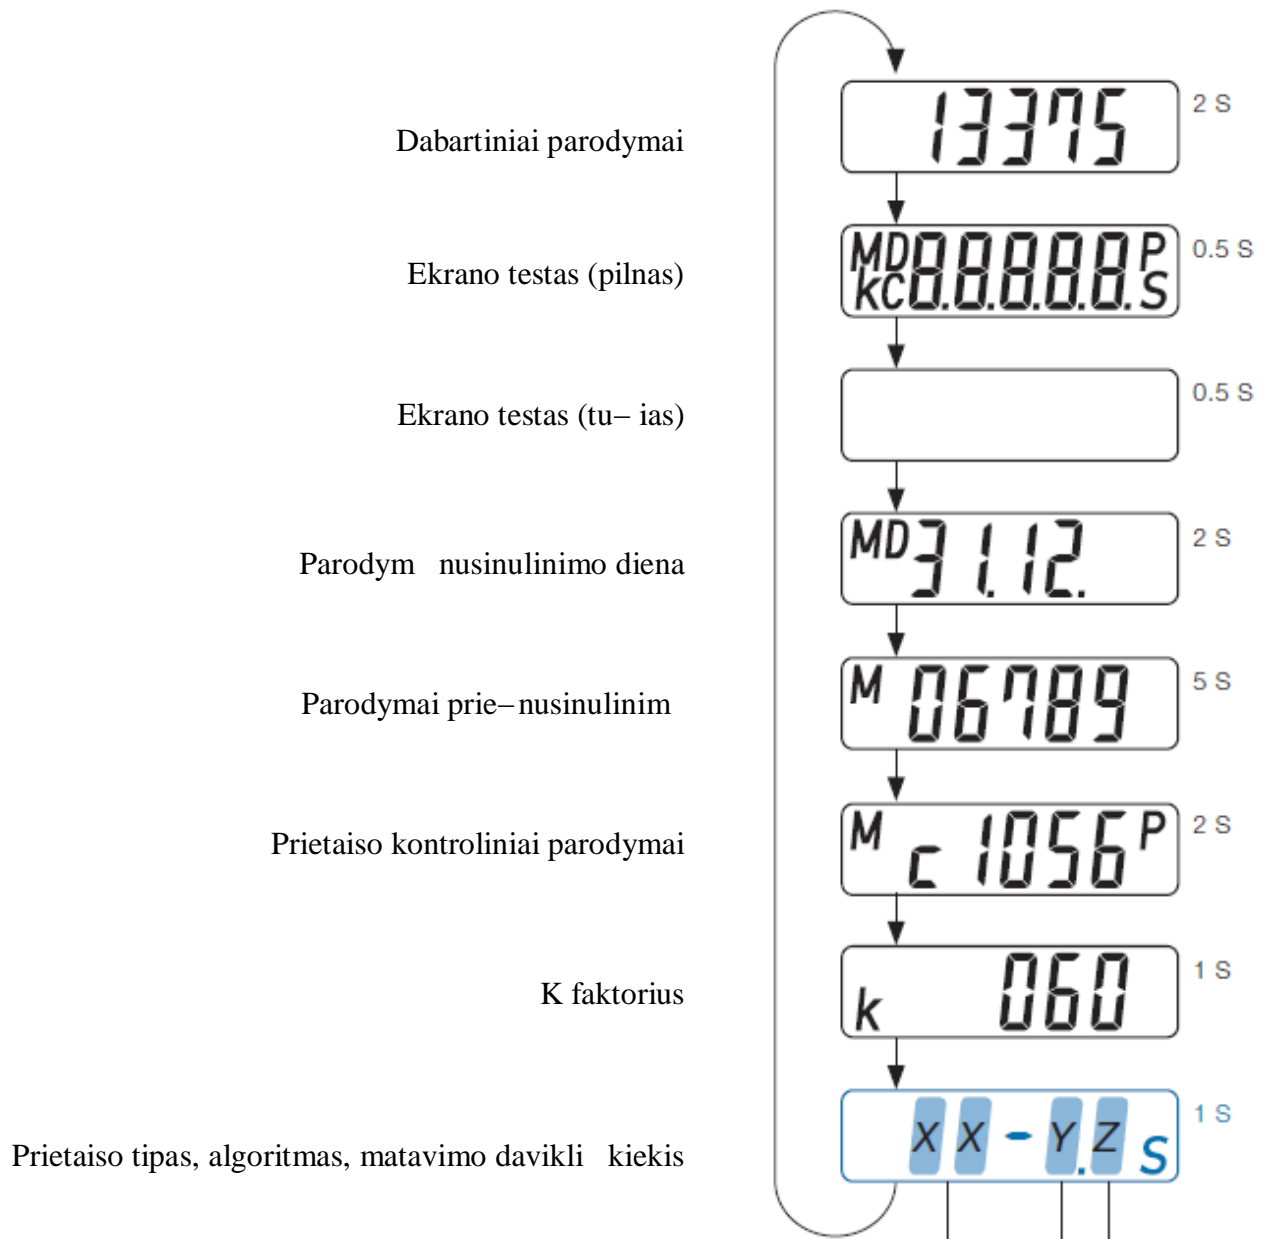 13375 2 S
Dabartiniai parodymai
MD kC 8.8.8.8.8. P S 0.5 S
Ekrano testas (pilnas)
0.5 S
Ekrano testas (tu– ias)
MD 31.12. 2 S
Parodym nusinulinimo diena
M 06789 5 S
Parodymai prie– nusinulinim
M c1056 P 2 S
Prietaiso kontroliniai parodymai
k 060 1 S
K faktorius
XX-Y.Z S 1 S
Prietaiso tipas, algoritmas, matavimo davikli kiekis